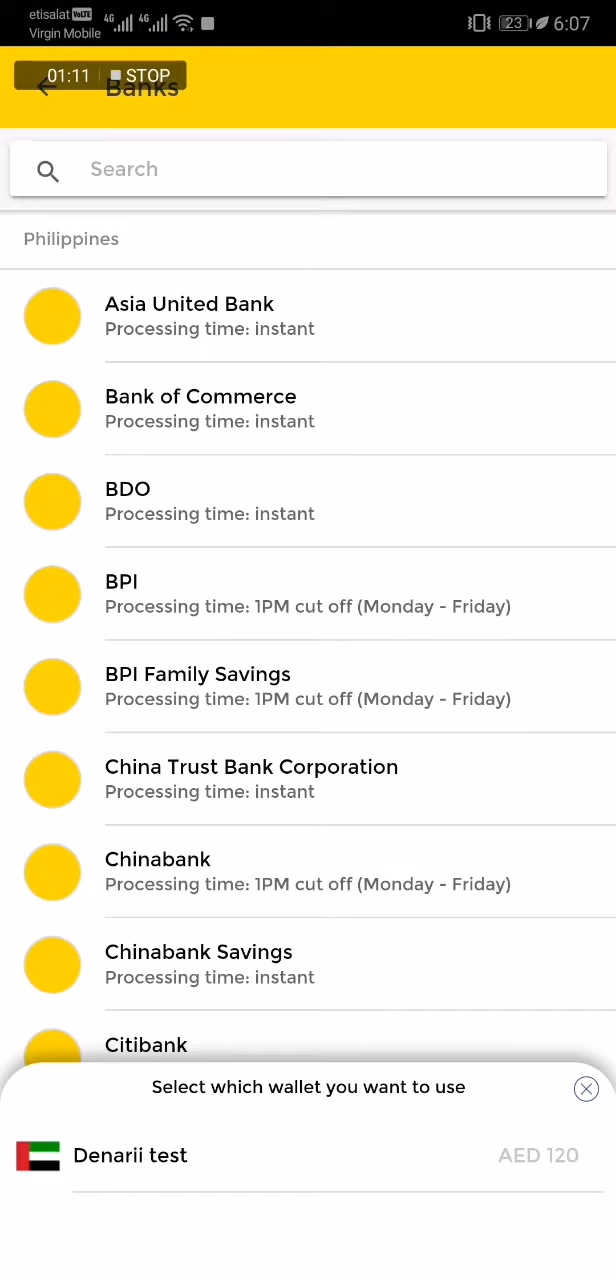 etisalat VoLTE
Virgin Mobile
4G 4G
23 6:07
01:11 STOP
Banks
Search
Philippines
Asia United Bank
Processing time: instant
Bank of Commerce
Processing time: instant
BDO
Processing time: instant
BPI
Processing time: 1PM cut off (Monday - Friday)
BPI Family Savings
Processing time: 1PM cut off (Monday - Friday)
China Trust Bank Corporation
Processing time: instant
Chinabank
Processing time: 1PM cut off (Monday - Friday)
Chinabank Savings
Processing time: instant
Citibank
Select which wallet you want to use
Denarii test AED 120